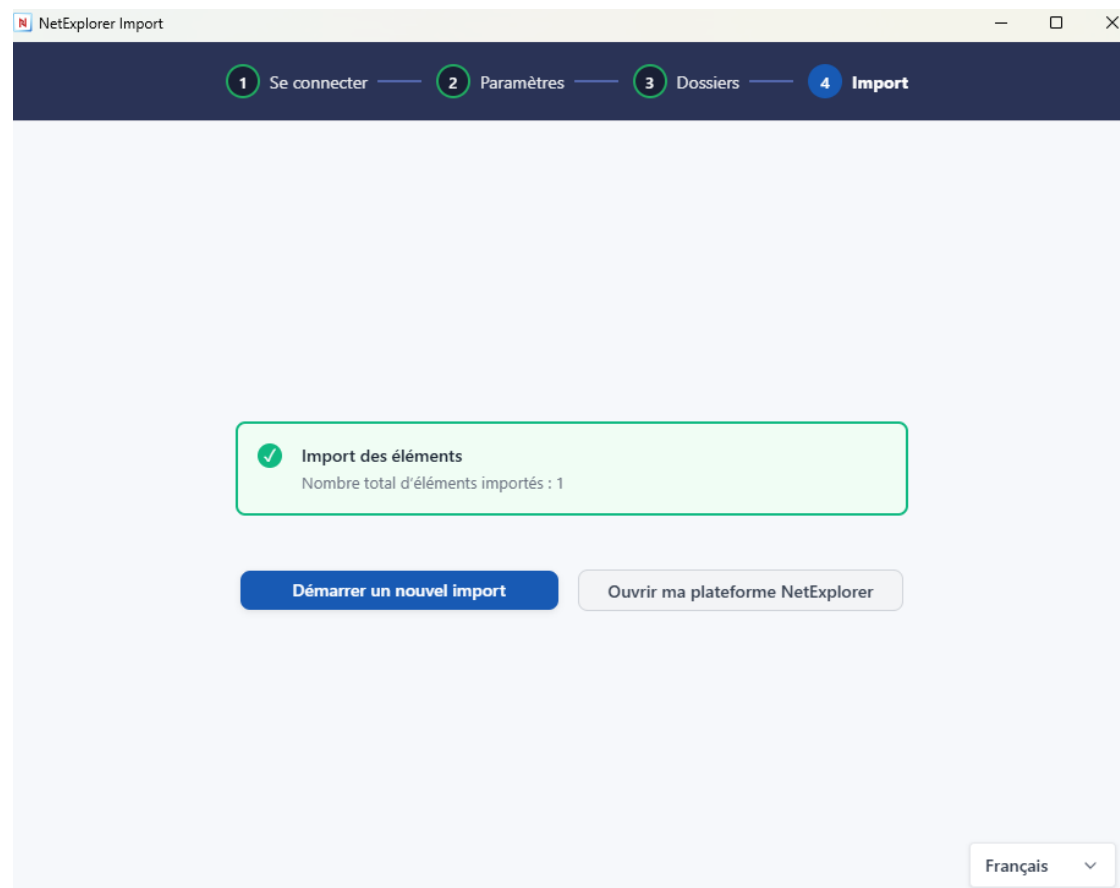 NetExplorer Import
1 Se connecter 2 Paramètres 3 Dossiers 4 Import
Import des éléments
Nombre total d'éléments importés : 1
Démarrer un nouvel import
Ouvrir ma plateforme NetExplorer
Français